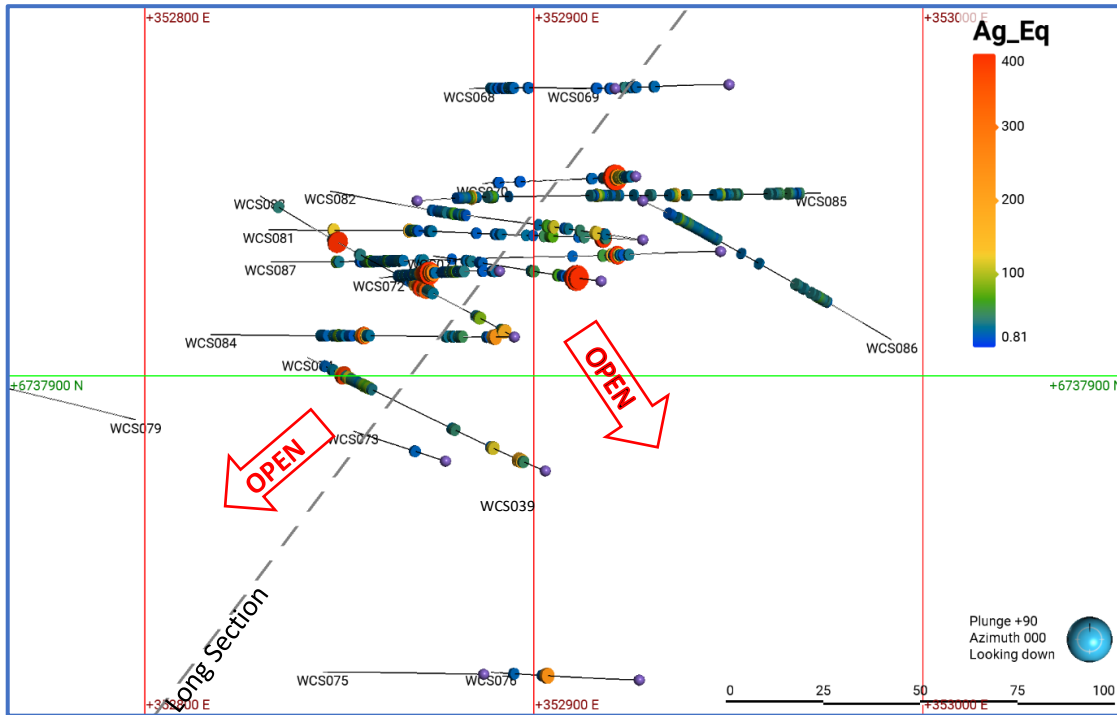 +352800 E
+352900 E
+353000 E
Ag_Eq
400
300
200
100
0.81
WCS068
WCS069
WCS070
WCS085
WCS082
WCS081
WCS087
WCS072
WCS086
WCS084
OPEN
+6737900 N
+6737900 N
WCS079
WCS073
OPEN
WCS039
Long Section
Plunge +90
Azimuth 000
Looking down
WCS075
WCS076
0 25 50 75 100
+352800 E
+352900 E
+353000 E